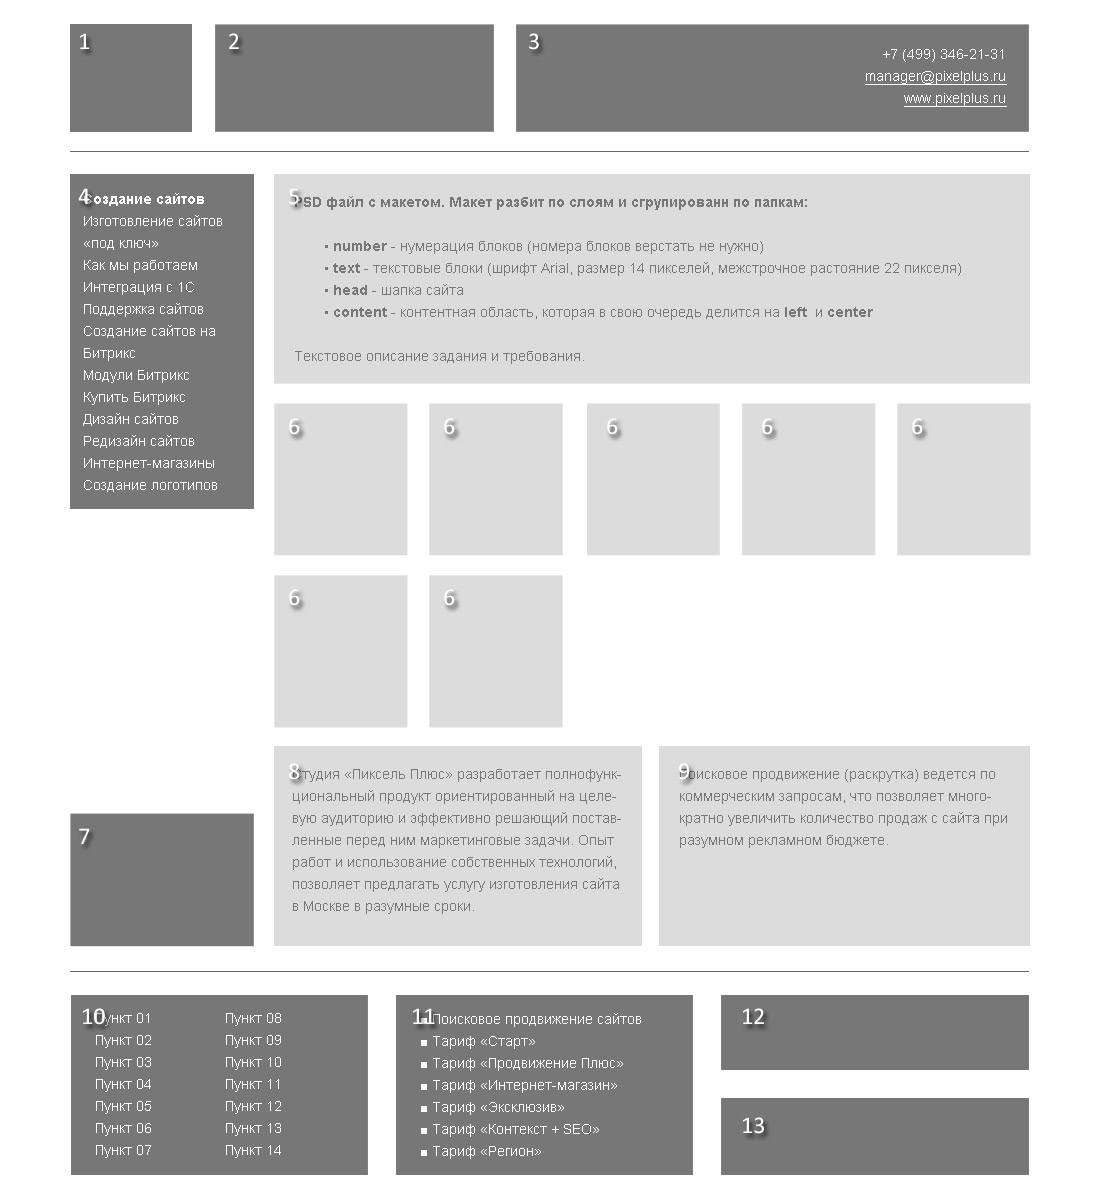 1
2
3
+7 (499) 346-21-31
manager@pixelplus.ru
www.pixelplus.ru
4
Создание сайтов
Изготовление сайтов
«под ключ»
Как мы работаем
Интеграция с 1С
Поддержка сайтов
Создание сайтов на
Битрикс
Модули Битрикс
Купить Битрикс
Дизайн сайтов
Редизайн сайтов
Интернет-магазины
Создание логотипов
5
PSD файл с макетом. Макет разбит по слоям и сгрупированн по папкам:
• number - нумерация блоков (номера блоков верстать не нужно)
• text - текстовые блоки (шрифт Arial, размер 14 пикселей, межстрочное растояние 22 пикселя)
• head - шапка сайта
• content - контентная область, которая в свою очередь делится на left и center
Текстовое описание задания и требования.
6 6 6 6 6
6 6
7
8
Студия «Пиксель Плюс» разработает полнофунк-
циональный продукт ориентированный на целе-
вую аудиторию и эффективно решающий постав-
ленные перед ним маркетинговые задачи. Опыт
работ и использование собственных технологий,
позволяет предлагать услугу изготовления сайта
в Москве в разумные сроки.
9
Поисковое продвижение (раскрутка) ведется по
коммерческим запросам, что позволяет много-
кратно увеличить количество продаж с сайта при
разумном рекламном бюджете.
10
Пункт 01
Пункт 02
Пункт 03
Пункт 04
Пункт 05
Пункт 06
Пункт 07
Пункт 08
Пункт 09
Пункт 10
Пункт 11
Пункт 12
Пункт 13
Пункт 14
11
▪ Поисковое продвижение сайтов
▪ Тариф «Старт»
▪ Тариф «Продвижение Плюс»
▪ Тариф «Интернет-магазин»
▪ Тариф «Эксклюзив»
▪ Тариф «Контекст + SEO»
▪ Тариф «Регион»
12
13